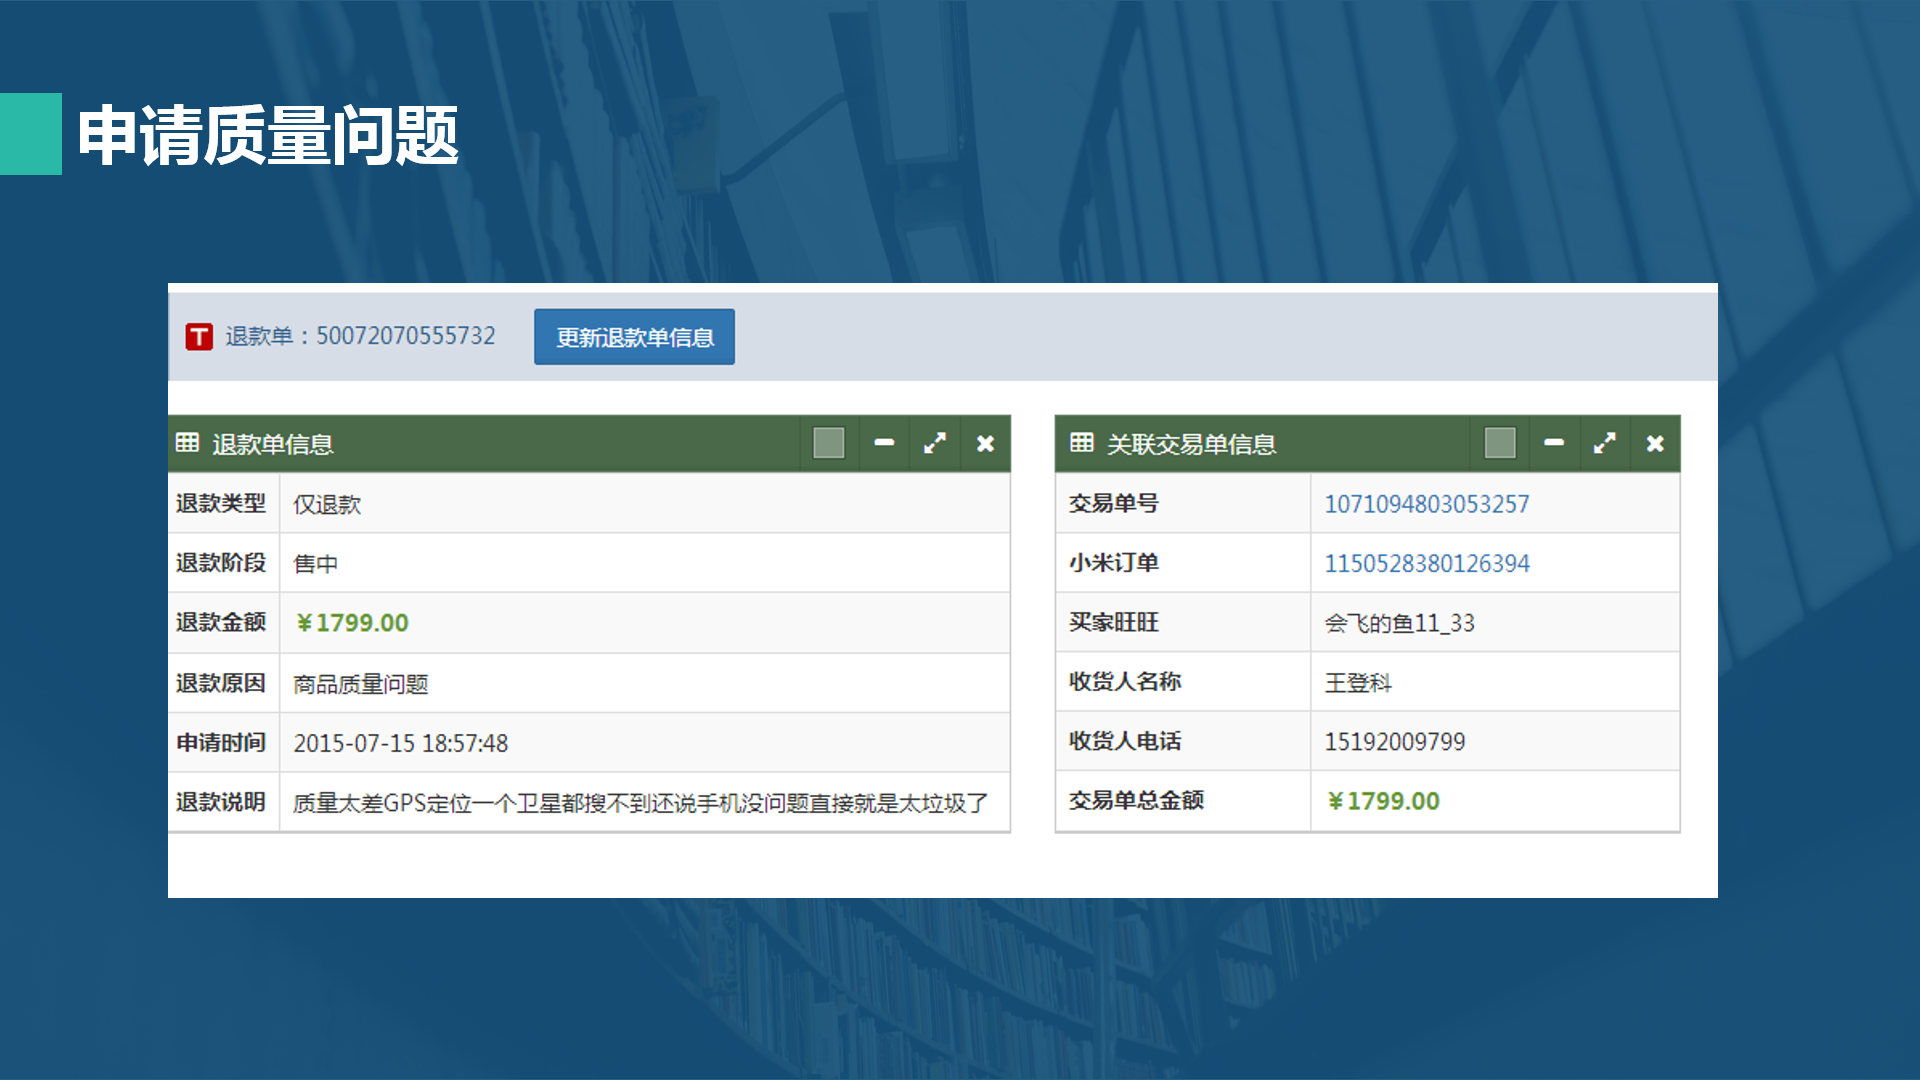 申请质量问题
T 退款单：50072070555732 更新退款单信息
退款单信息
退款类型 仅退款
退款阶段 售中
退款金额 ￥1799.00
退款原因 商品质量问题
申请时间 2015-07-15 18:57:48
退款说明 质量太差GPS定位一个卫星都搜不到还说手机没问题直接就是太垃圾了
关联交易单信息
交易单号 1071094803053257
小米订单 1150528380126394
买家旺旺 会飞的鱼11_33
收货人名称 王登科
收货人电话 15192009799
交易单总金额 ￥1799.00